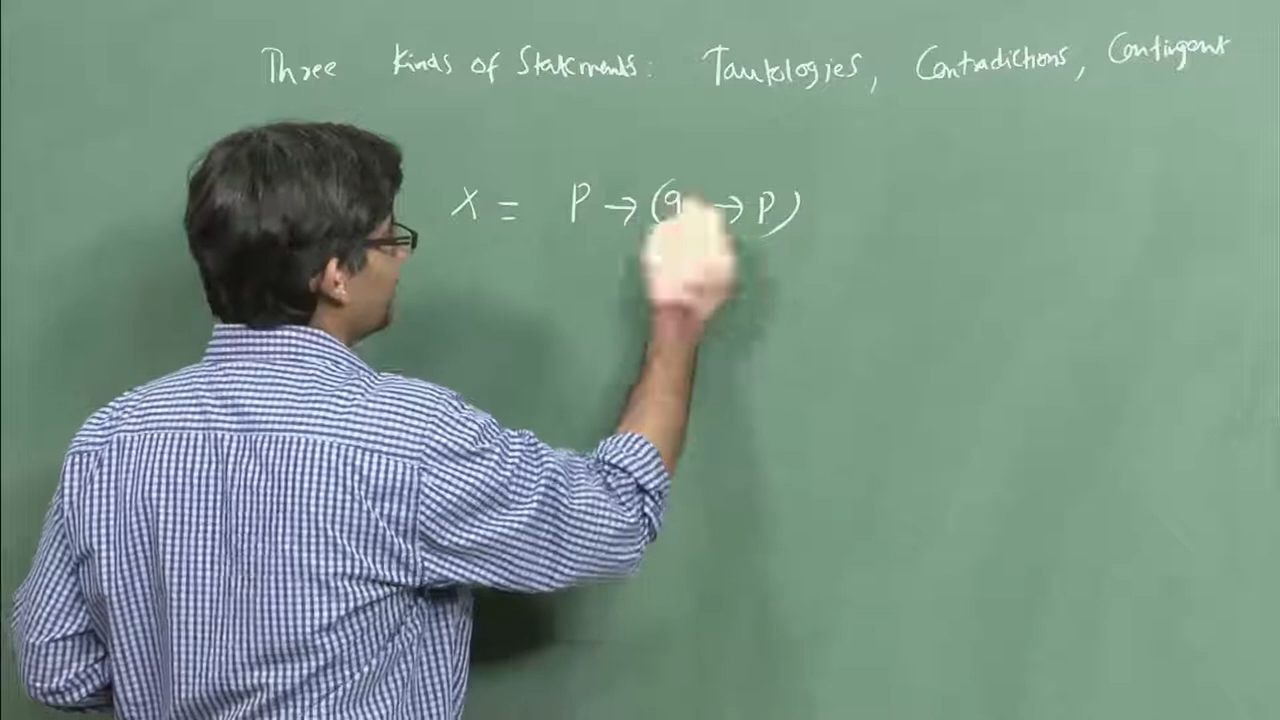 Three Kinds of Statements: Tautologies, Contradictions, Contingent
X = P → (q → P)